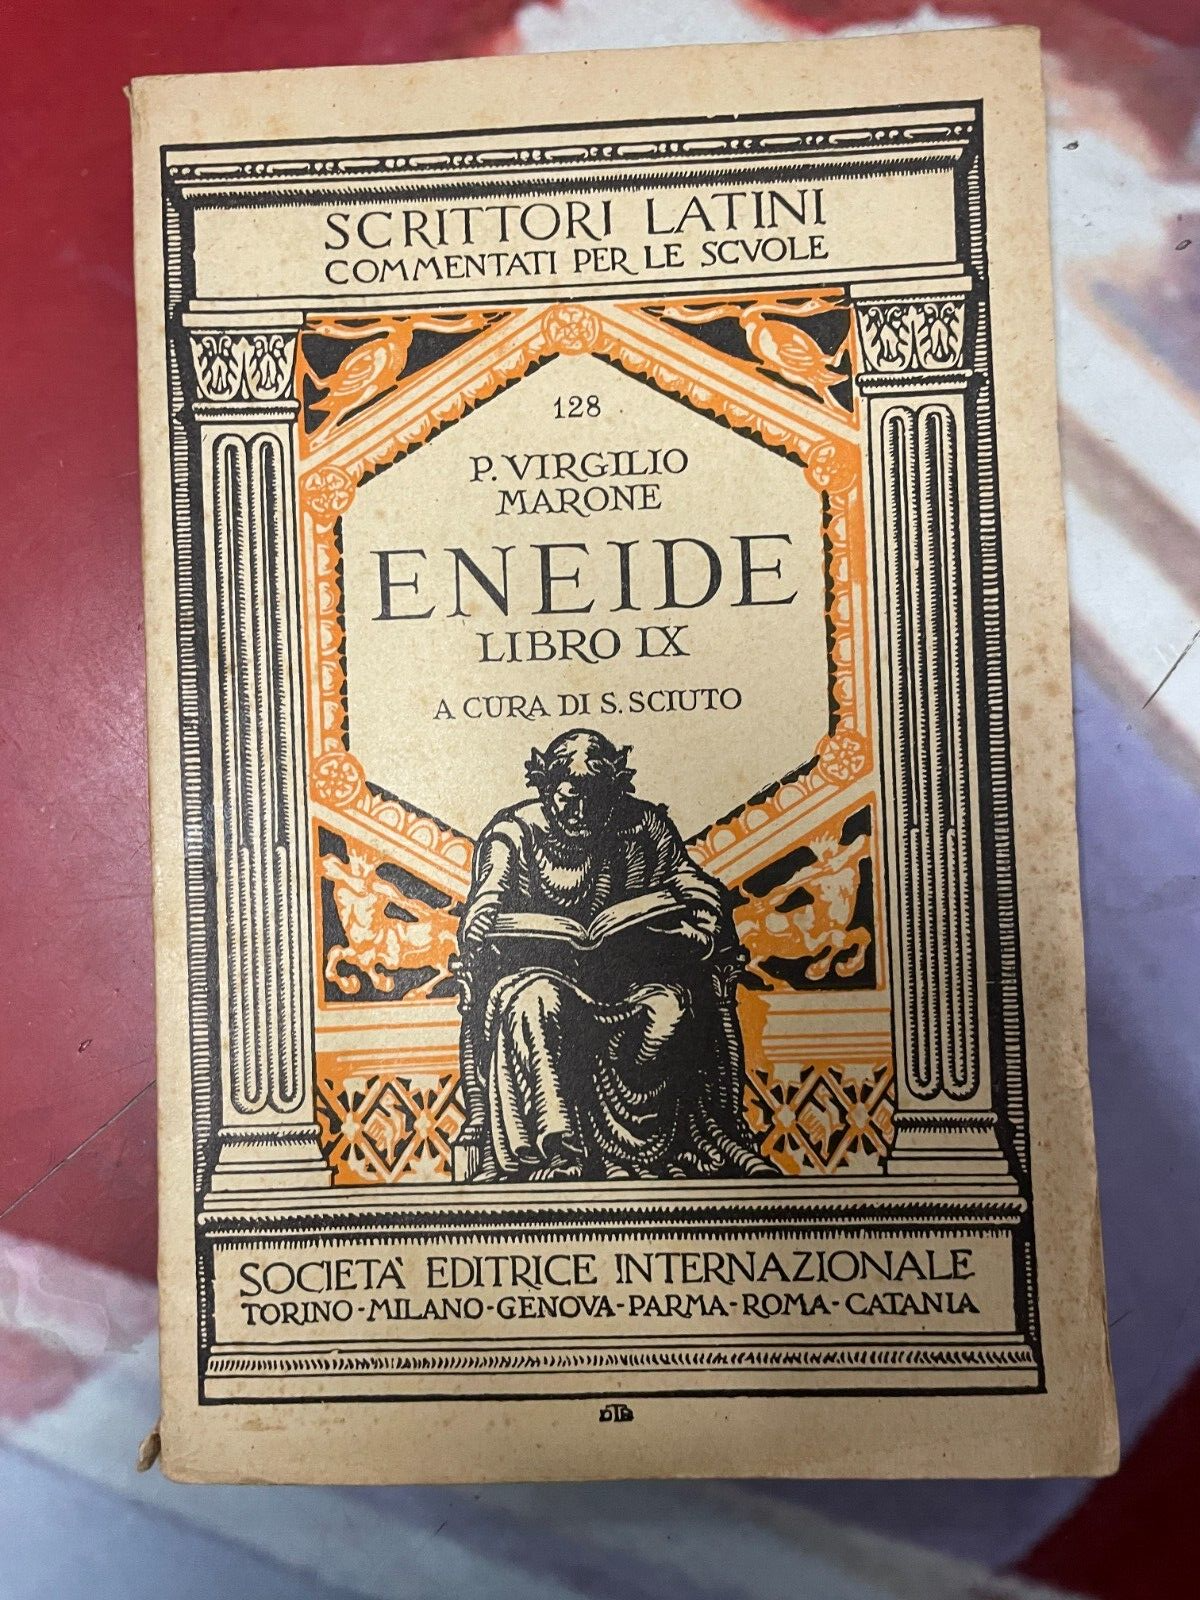 SCRITTORI LATINI
COMMENTATI PER LE SCVOLE
128
P. VIRGILIO
MARONE
ENEIDE
LIBRO IX
A CURA DI S. SCIUTO
SOCIETÀ EDITRICE INTERNAZIONALE
TORINO-MILANO-GENOVA-PARMA-ROMA-CATANIA